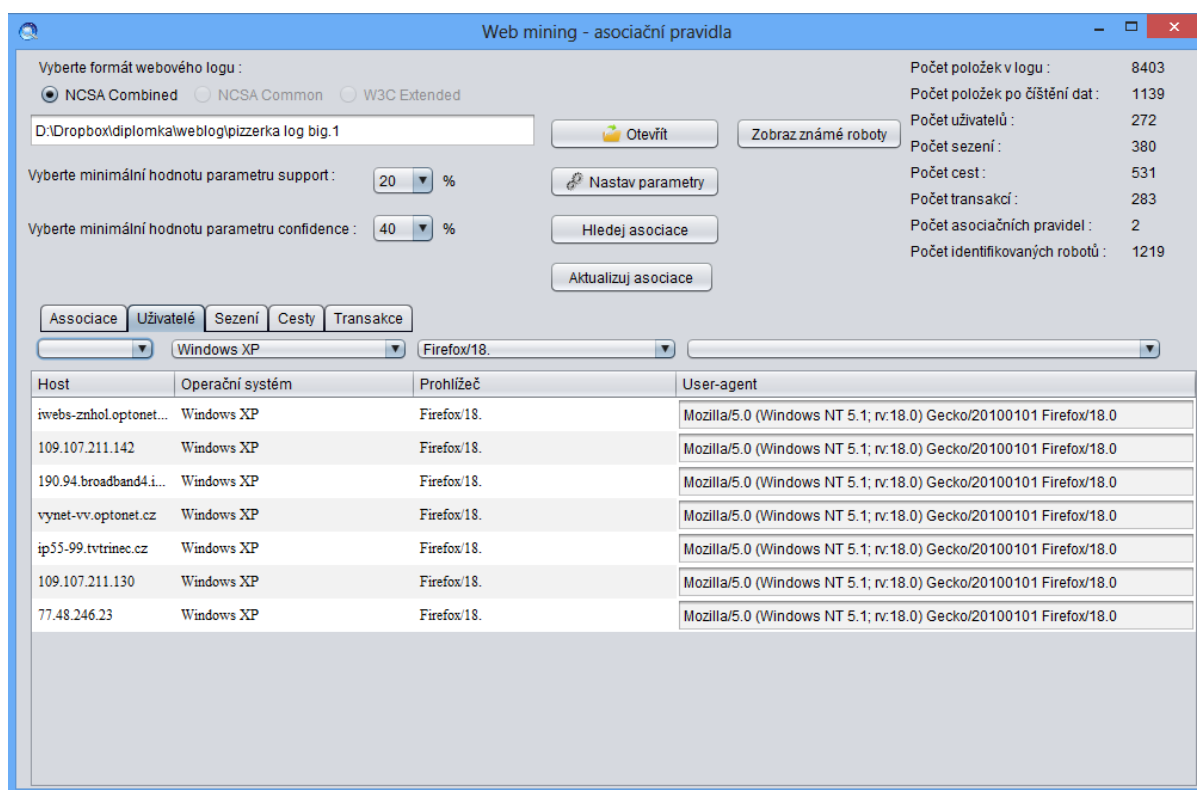 Web mining - asociační pravidla
Vyberte formát webového logu :
NCSA Combined NCSA Common W3C Extended
D:\Dropbox\diplomka\weblog\pizzerka log big.1
Otevřít
Zobraz známé roboty
Vyberte minimální hodnotu parametru support :
20 %
Nastav parametry
Vyberte minimální hodnotu parametru confidence :
40 %
Hledej asociace
Aktualizuj asociace
Počet položek v logu : 8403
Počet položek po číštění dat : 1139
Počet uživatelů : 272
Počet sezení : 380
Počet cest : 531
Počet transakcí : 283
Počet asociačních pravidel : 2
Počet identifikovaných robotů : 1219
Associace Uživatelé Sezení Cesty Transakce
Windows XP Firefox/18.
Host Operační systém Prohlížeč User-agent
iwebs-znhol.optonet... Windows XP Firefox/18. Mozilla/5.0 (Windows NT 5.1; rv:18.0) Gecko/20100101 Firefox/18.0
109.107.211.142 Windows XP Firefox/18. Mozilla/5.0 (Windows NT 5.1; rv:18.0) Gecko/20100101 Firefox/18.0
190.94.broadband4.i... Windows XP Firefox/18. Mozilla/5.0 (Windows NT 5.1; rv:18.0) Gecko/20100101 Firefox/18.0
vynet-vv.optonet.cz Windows XP Firefox/18. Mozilla/5.0 (Windows NT 5.1; rv:18.0) Gecko/20100101 Firefox/18.0
ip55-99.tvtrinec.cz Windows XP Firefox/18. Mozilla/5.0 (Windows NT 5.1; rv:18.0) Gecko/20100101 Firefox/18.0
109.107.211.130 Windows XP Firefox/18. Mozilla/5.0 (Windows NT 5.1; rv:18.0) Gecko/20100101 Firefox/18.0
77.48.246.23 Windows XP Firefox/18. Mozilla/5.0 (Windows NT 5.1; rv:18.0) Gecko/20100101 Firefox/18.0